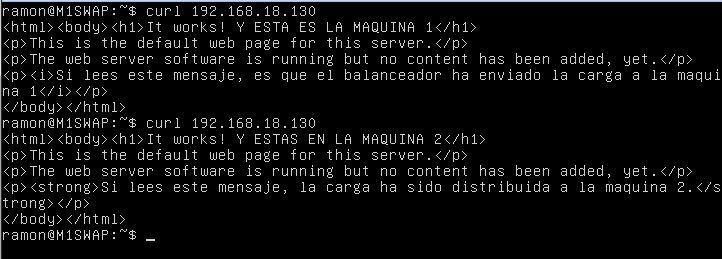 ramon@M1SWAP:~$ curl 192.168.18.130
<html><body><h1>It works! Y ESTA ES LA MAQUINA 1</h1>
<p>This is the default web page for this server.</p>
<p>The web server software is running but no content has been added, yet.</p>
<p><i>Si lees este mensaje, es que el balanceador ha enviado la carga a la maqui
na 1</i></p>
</body></html>
ramon@M1SWAP:~$ curl 192.168.18.130
<html><body><h1>It works! Y ESTAS EN LA MAQUINA 2</h1>
<p>This is the default web page for this server.</p>
<p>The web server software is running but no content has been added, yet.</p>
<p><strong>Si lees este mensaje, la carga ha sido distribuida a la maquina 2.</s
trong></p>
</body></html>
ramon@M1SWAP:~$ _